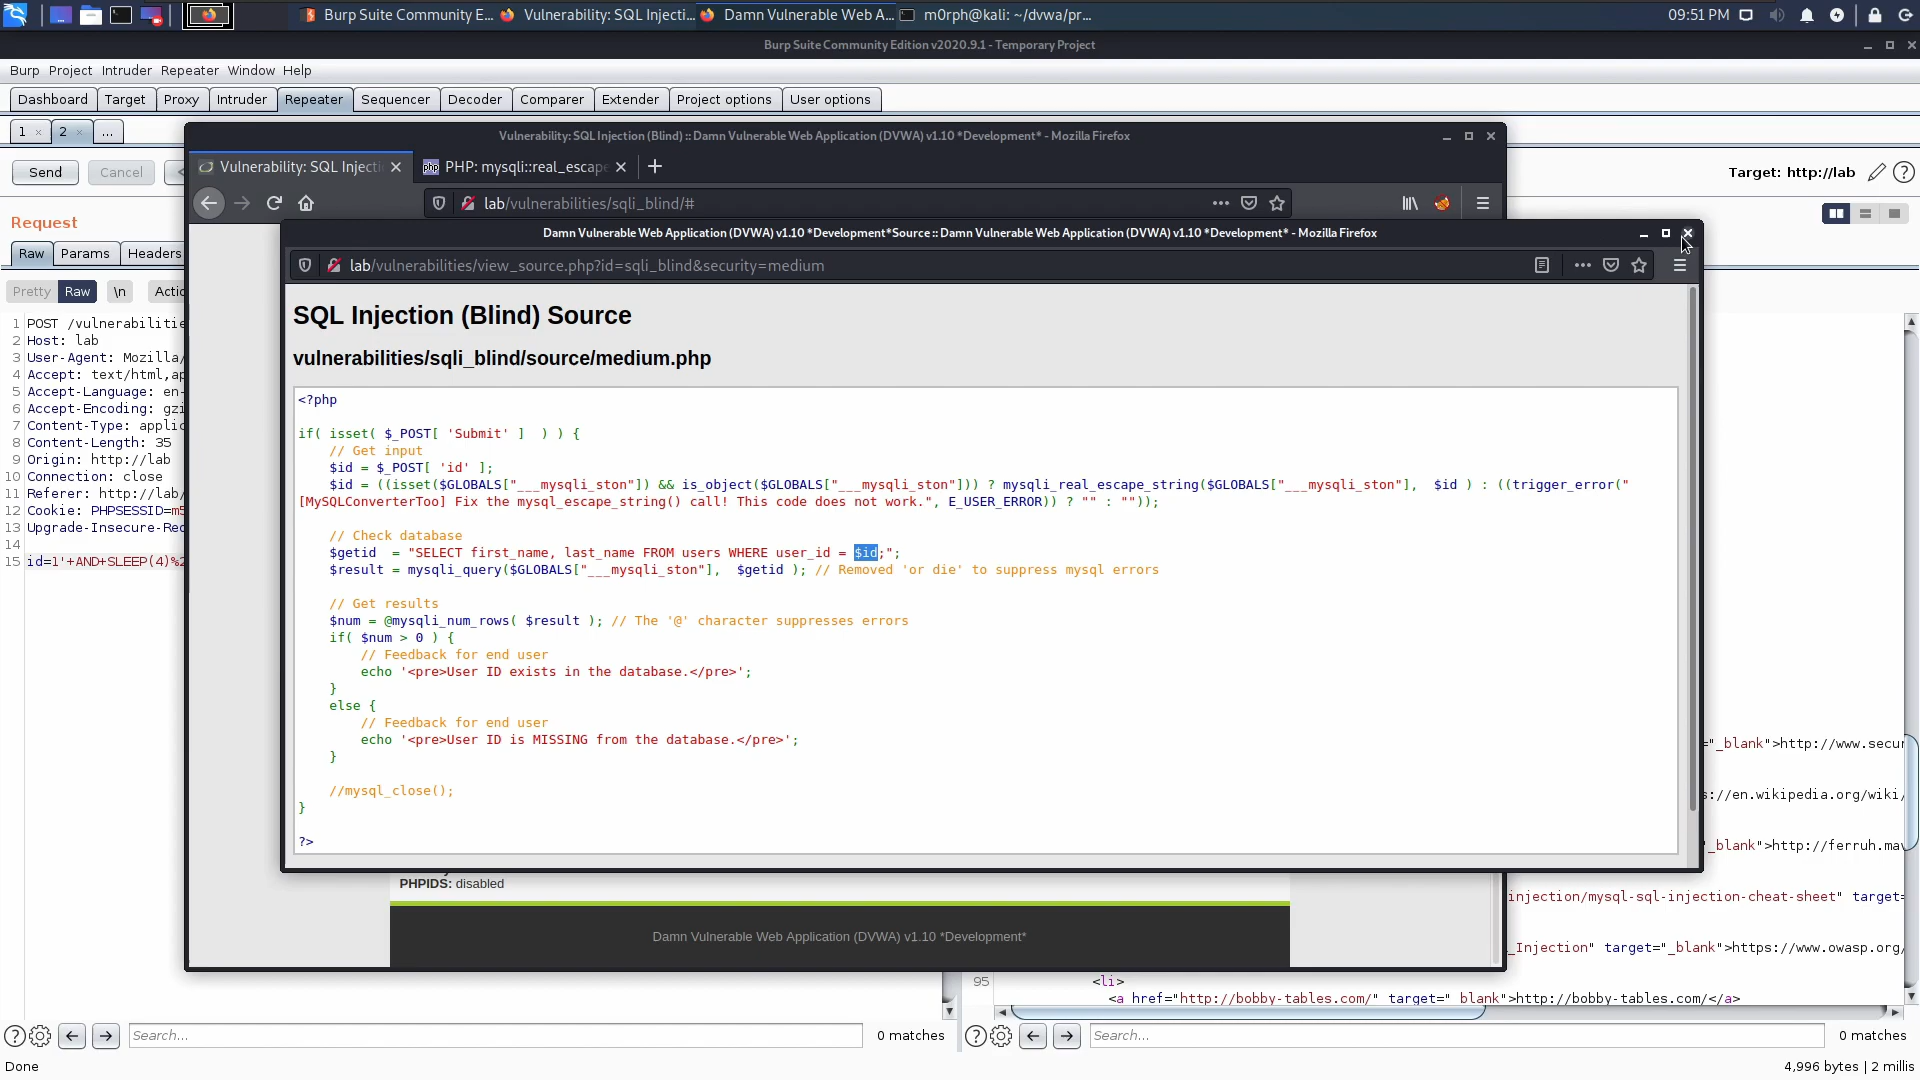 Burp Suite Community E...
Vulnerability: SQL Injecti...
Damn Vulnerable Web A...
m0rph@kali: ~/dvwa/pr...
09:51 PM
Burp Suite Community Edition v2020.9.1 - Temporary Project
Burp Project Intruder Repeater Window Help
Dashboard Target Proxy Intruder Repeater Sequencer Decoder Comparer Extender Project options User options
1 × 2 × ...
Vulnerability: SQL Injection (Blind) :: Damn Vulnerable Web Application (DVWA) v1.10 *Development* - Mozilla Firefox
Vulnerability: SQL Injecti
php PHP: mysqli::real_escape
Send Cancel <
Target: http://lab
lab/vulnerabilities/sqli_blind/#
Request
Raw Params Headers
Pretty Raw \n Actio
1 POST /vulnerabilitie
2 Host: lab
3 User-Agent: Mozilla/
4 Accept: text/html,ap
5 Accept-Language: en-
6 Accept-Encoding: gzi
7 Content-Type: applic
8 Content-Length: 35
9 Origin: http://lab
10 Connection: close
11 Referer: http://lab/
12 Cookie: PHPSESSID=m5
13 Upgrade-Insecure-Rec
14
15 id=1'+AND+SLEEP(4)%2
Damn Vulnerable Web Application (DVWA) v1.10 *Development*Source :: Damn Vulnerable Web Application (DVWA) v1.10 *Development* - Mozilla Firefox
lab/vulnerabilities/view_source.php?id=sqli_blind&security=medium
SQL Injection (Blind) Source
vulnerabilities/sqli_blind/source/medium.php
<?php
if( isset( $_POST[ 'Submit' ]  ) ) {
// Get input
$id = $_POST[ 'id' ];
$id = ((isset($GLOBALS["___mysqli_ston"]) && is_object($GLOBALS["___mysqli_ston"])) ? mysqli_real_escape_string($GLOBALS["___mysqli_ston"],  $id ) : ((trigger_error("
[MySQLConverterToo] Fix the mysql_escape_string() call! This code does not work.", E_USER_ERROR)) ? "" : ""));
// Check database
$getid  = "SELECT first_name, last_name FROM users WHERE user_id = $id;";
$result = mysqli_query($GLOBALS["___mysqli_ston"],  $getid ); // Removed 'or die' to suppress mysql errors
// Get results
$num = @mysqli_num_rows( $result ); // The '@' character suppresses errors
if( $num > 0 ) {
// Feedback for end user
echo '<pre>User ID exists in the database.</pre>';
}
else {
// Feedback for end user
echo '<pre>User ID is MISSING from the database.</pre>';
}
//mysql_close();
}
?>
="_blank">http://www.secur
s://en.wikipedia.org/wiki/
_blank">http://ferruh.mav
injection/mysql-sql-injection-cheat-sheet" target=
_Injection" target="_blank">https://www.owasp.org/
95 <li>
<a href="http://bobby-tables.com/" target="_blank">http://bobby-tables.com/</a>
PHPIDS: disabled
Damn Vulnerable Web Application (DVWA) v1.10 *Development*
Search... 0 matches
Search... 0 matches
Done
4,996 bytes | 2 millis